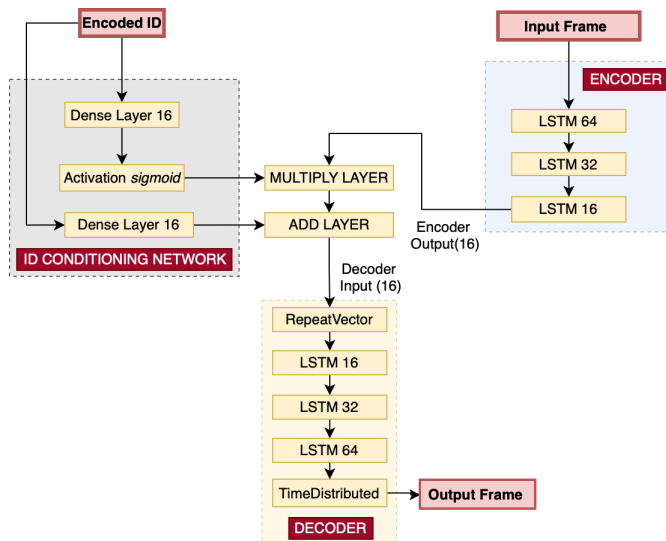 Encoded ID
Input Frame
ENCODER
Dense Layer 16
LSTM 64
Activation sigmoid
MULTIPLY LAYER
LSTM 32
LSTM 16
Dense Layer 16
ADD LAYER
Encoder
Output(16)
ID CONDITIONING NETWORK
Decoder
Input (16)
RepeatVector
LSTM 16
LSTM 32
LSTM 64
TimeDistributed
Output Frame
DECODER